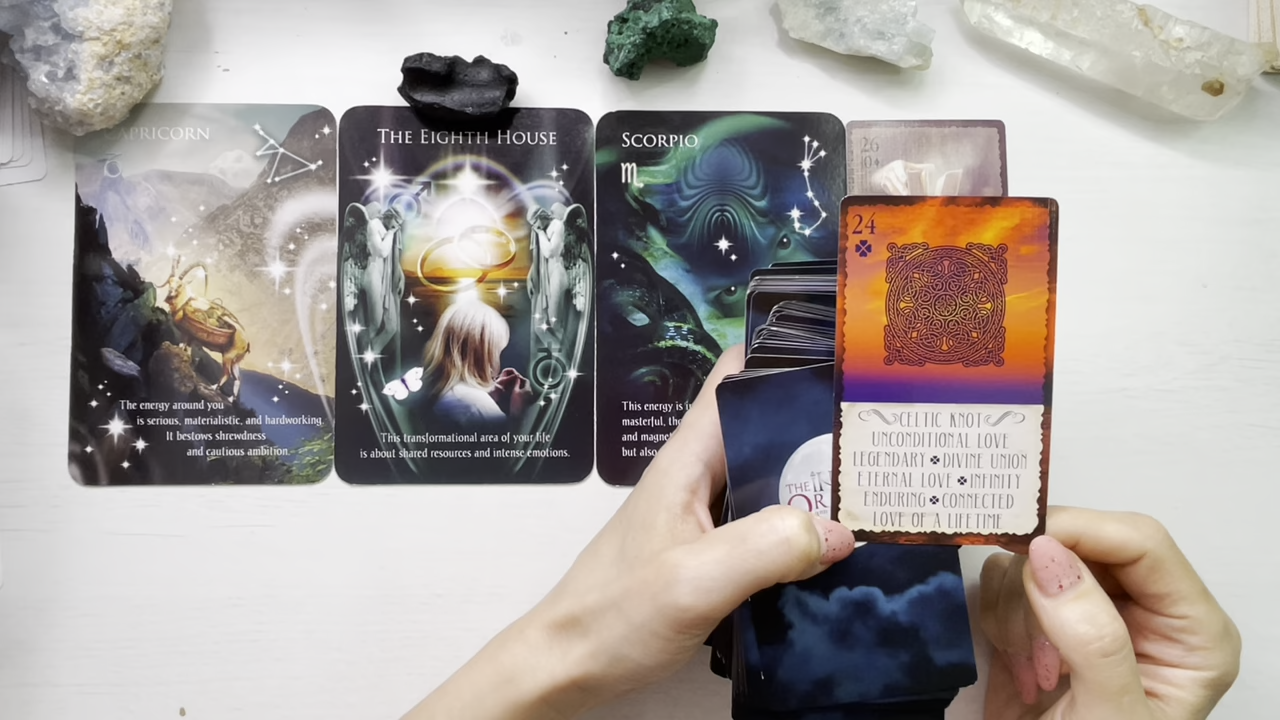 CAPRICORN
The energy around you
is serious, materialistic, and hardworking.
It bestows shrewdness
and cautious ambition.
THE EIGHTH HOUSE
This transformational area of your life
is about shared resources and intense emotions.
SCORPIO
♏
This energy is
masterful,
and
but also
26
10♦
24
♣
CELTIC KNOT
UNCONDITIONAL LOVE
LEGENDARY ♣ DIVINE UNION
ETERNAL LOVE ♣ INFINITY
ENDURING ♣ CONNECTED
LOVE OF A LIFETIME
THE